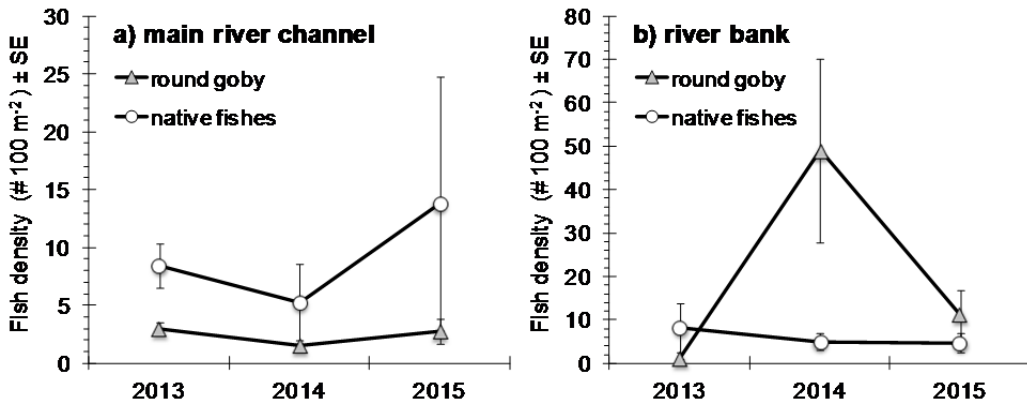 Fish density (# 100 m⁻²) ± SE
30
25
20
15
10
5
0
a) main river channel
round goby
native fishes
2013 2014 2015
Fish density (# 100 m⁻²) ± SE
80
70
60
50
40
30
20
10
0
b) river bank
round goby
native fishes
2013 2014 2015